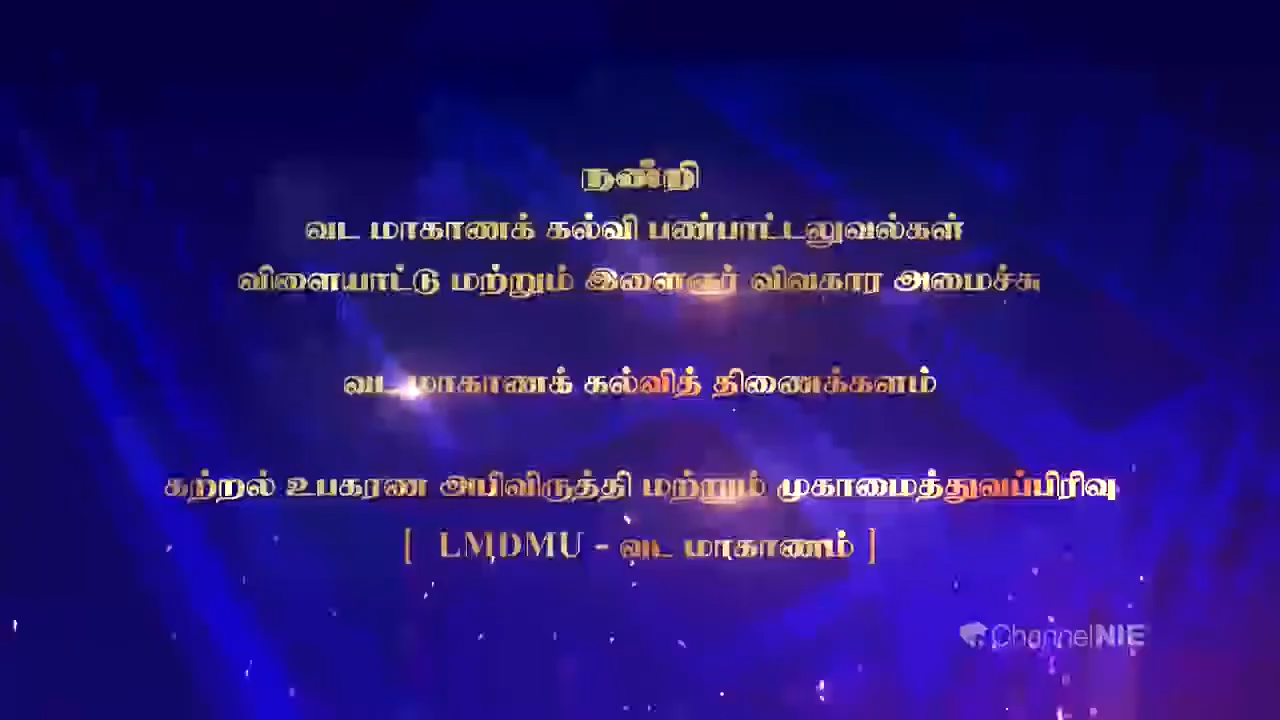 நன்றி
வட மாகாணக் கல்வி பண்பாட்டலுவல்கள்
விளையாட்டு மற்றும் இளைஞர் விவகார அமைச்சு
வட மாகாணக் கல்வித் திணைக்களம்
கற்றல் உபகரண அபிவிருத்தி மற்றும் முகாமைத்துவப்பிரிவு
[ LMDMU - வட மாகாணம் ]
ChannelNIE